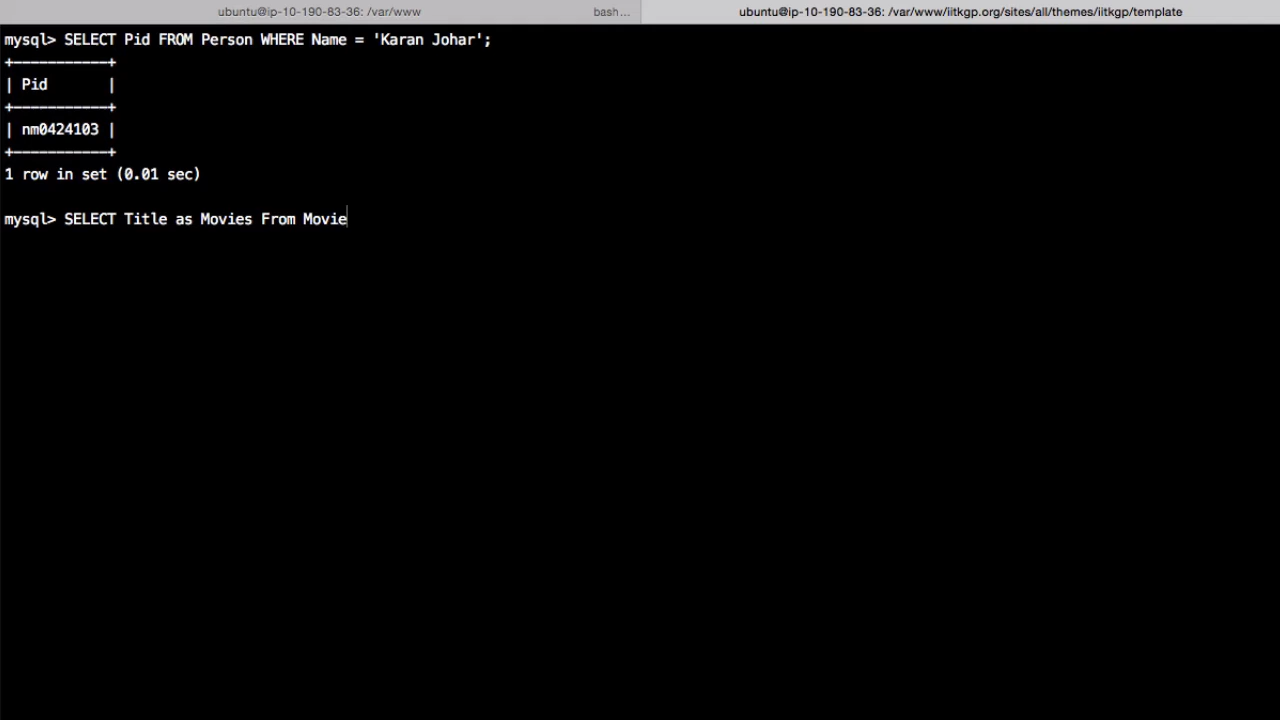 ubuntu@ip-10-190-83-36: /var/www
bash...
ubuntu@ip-10-190-83-36: /var/www/iitkgp.org/sites/all/themes/iitkgp/template
mysql> SELECT Pid FROM Person WHERE Name = 'Karan Johar';
+-----------+
| Pid       |
+-----------+
| nm0424103 |
+-----------+
1 row in set (0.01 sec)
mysql> SELECT Title as Movies From Movie